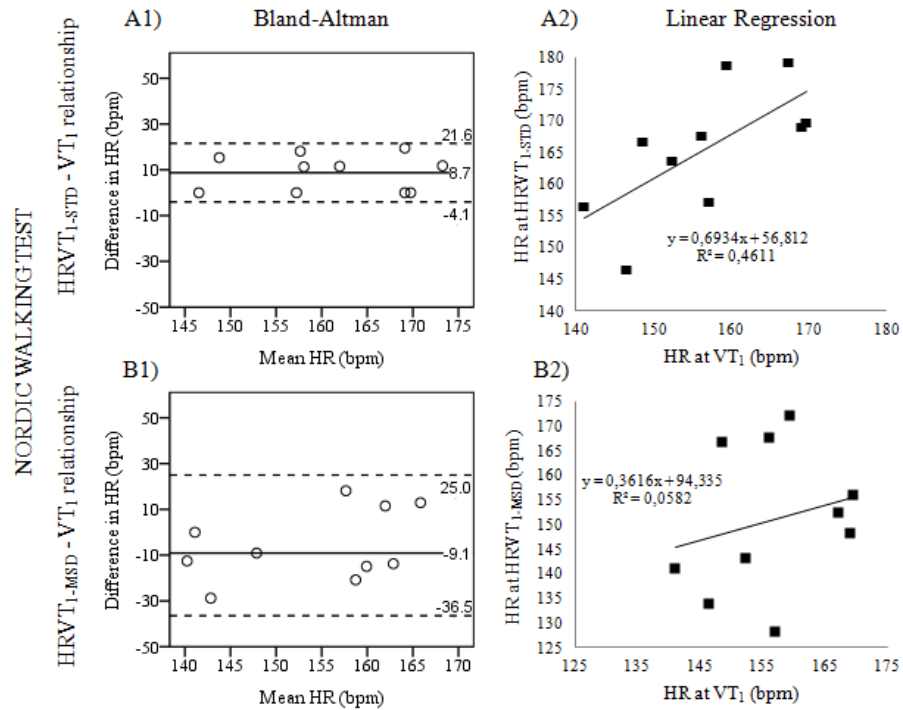 A1)
Bland-Altman
A2)
Linear Regression
NORDIC WALKING TEST
HRVT1-STD - VT1 relationship
Difference in HR (bpm)
50
30
10
-10
-30
-50
21.6
8.7
-4.1
145 150 155 160 165 170 175
Mean HR (bpm)
HR at HRVT1-STD (bpm)
180
175
170
165
160
155
150
145
140
y = 0,6934x + 56,812
R² = 0,4611
140 150 160 170 180
HR at VT1 (bpm)
B1)
B2)
HRVT1-MSD - VT1 relationship
Difference in HR (bpm)
50
30
10
-10
-30
-50
25.0
-9.1
-36.5
140 145 150 155 160 165 170
Mean HR (bpm)
HR at HRVT1-MSD (bpm)
175
170
165
160
155
150
145
140
135
130
125
y = 0,3616x + 94,335
R² = 0,0582
125 145 155 165 175
HR at VT1 (bpm)